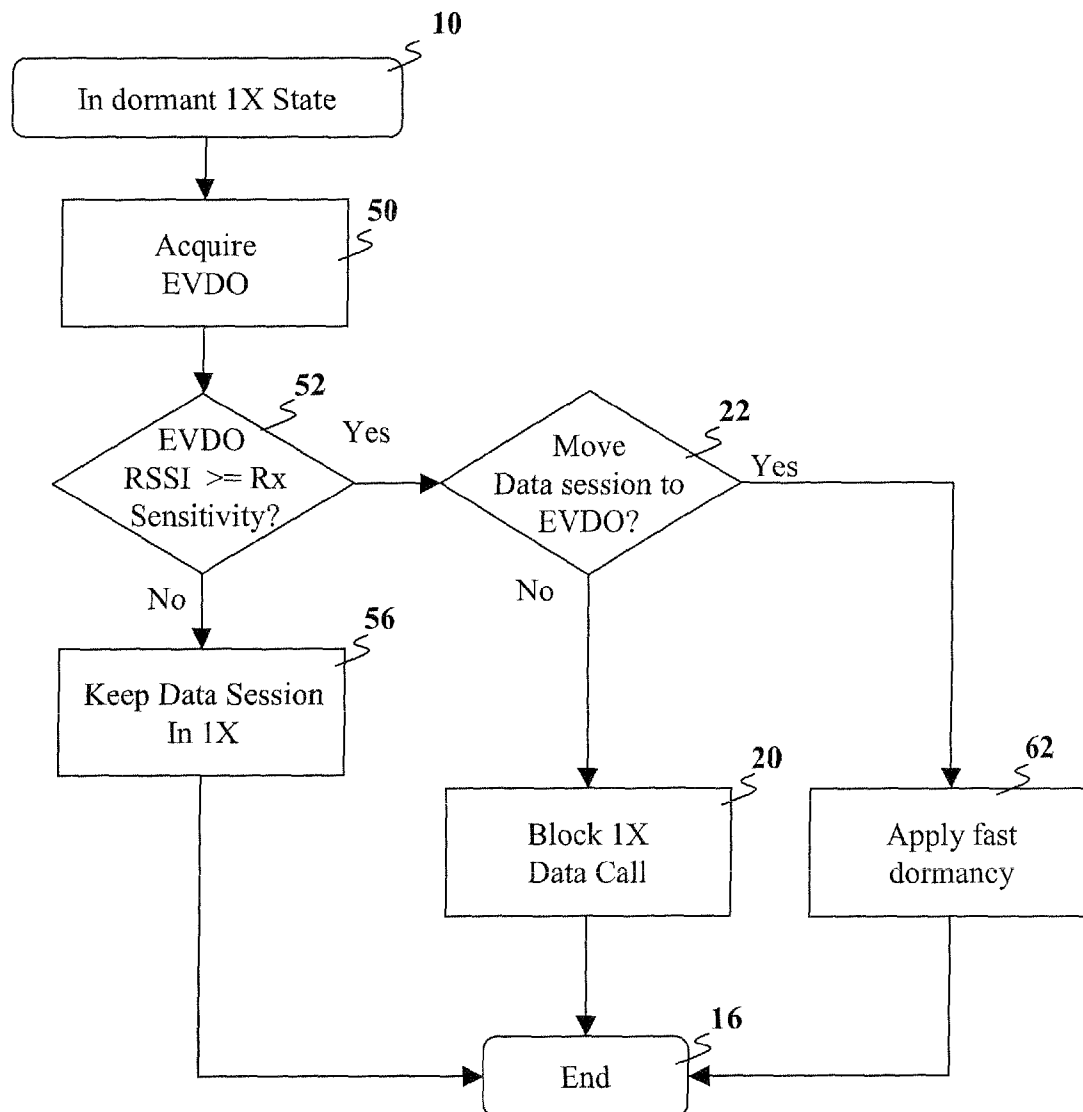 10
In dormant 1X State
50
Acquire
EVDO
52
EVDO
RSSI >= Rx
Sensitivity?
Yes
22
Move
Data session to
EVDO?
Yes
No
No
56
Keep Data Session
In 1X
20
Block 1X
Data Call
62
Apply fast
dormancy
16
End